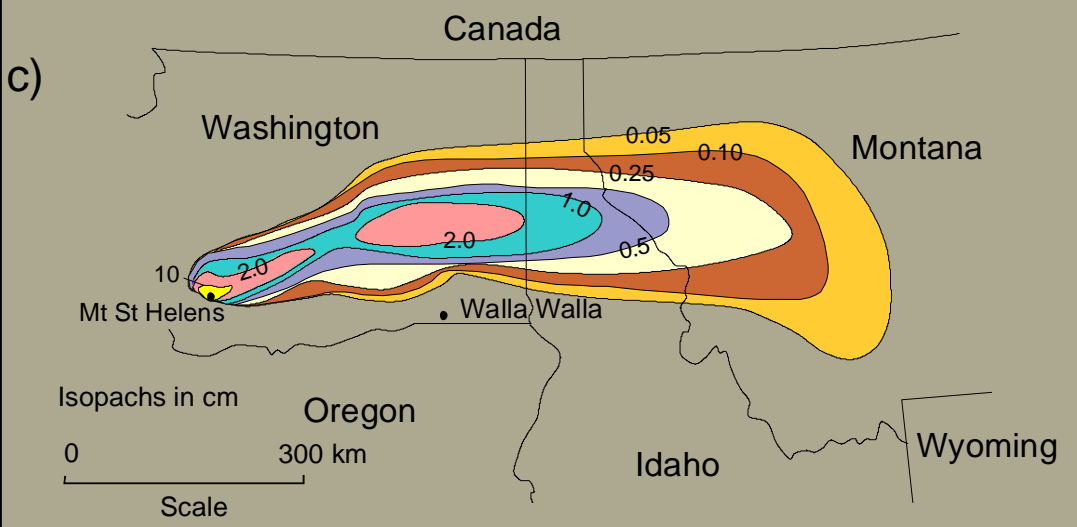 Canada
c)
Washington
0.05
0.10
Montana
0.25
1.0
2.0
0.5
10
2.0
Mt St Helens
Walla Walla
Isopachs in cm
Oregon
0 300 km
Scale
Idaho
Wyoming